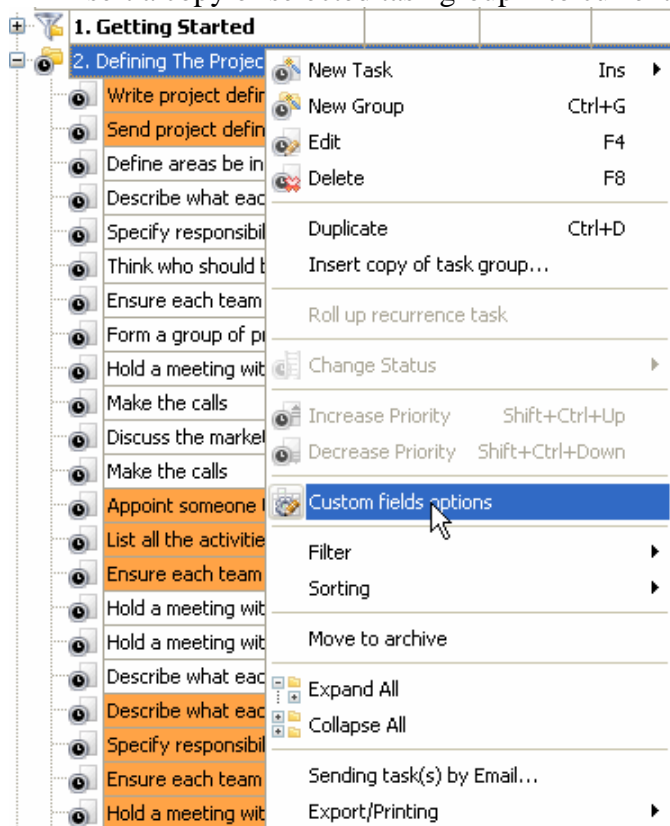 1. Getting Started
2. Defining The Projec
Write project defin
Send project defin
Define areas be in
Describe what eac
Specify responsibil
Think who should b
Ensure each team
Form a group of p
Hold a meeting wit
Make the calls
Discuss the market
Make the calls
Appoint someone
List all the activitie
Ensure each team
Hold a meeting wit
Hold a meeting wit
Describe what eac
Describe what eac
Specify responsibil
Ensure each team
Hold a meeting wit
New Task Ins
New Group Ctrl+G
Edit F4
Delete F8
Duplicate Ctrl+D
Insert copy of task group...
Roll up recurrence task
Change Status
Increase Priority Shift+Ctrl+Up
Decrease Priority Shift+Ctrl+Down
Custom fields options
Filter
Sorting
Move to archive
Expand All
Collapse All
Sending task(s) by Email...
Export/Printing